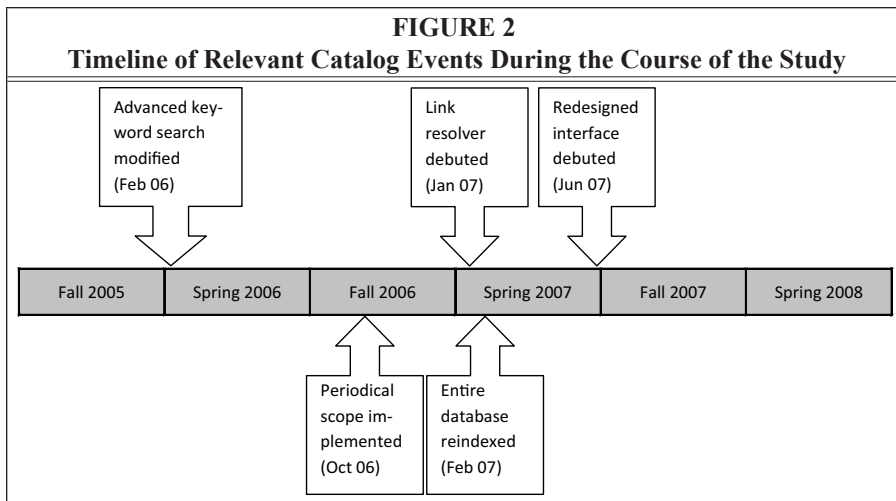 FIGURE 2
Timeline of Relevant Catalog Events During the Course of the Study
Advanced key-
word search
modified
(Feb 06)
Link
resolver
debuted
(Jan 07)
Redesigned
interface
debuted
(Jun 07)
Fall 2005
Spring 2006
Fall 2006
Spring 2007
Fall 2007
Spring 2008
Periodical
scope im-
plemented
(Oct 06)
Entire
database
reindexed
(Feb 07)